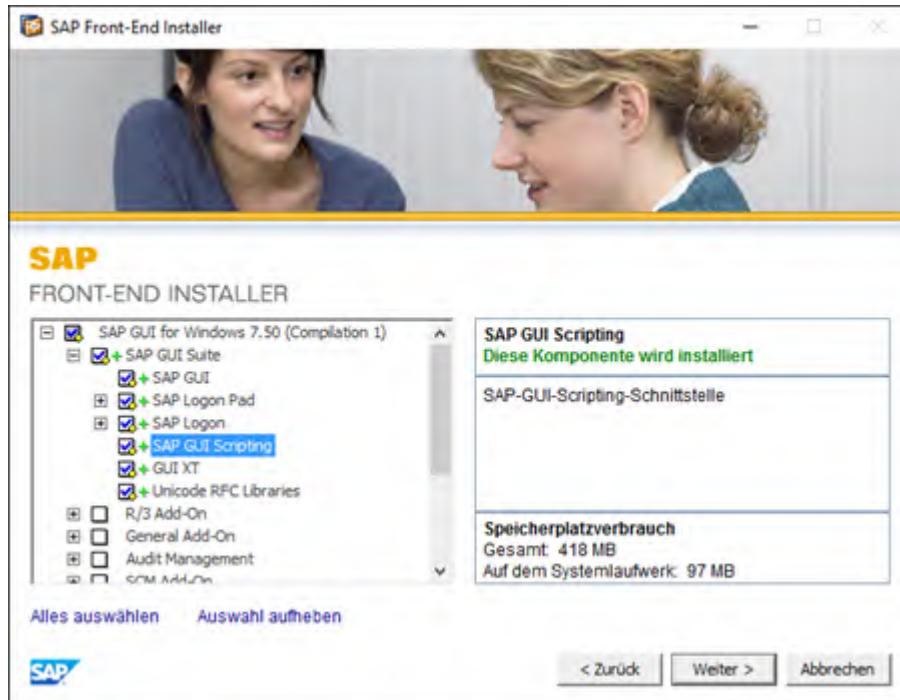 SAP Front-End Installer
SAP
FRONT-END INSTALLER
SAP GUI for Windows 7.50 (Compilation 1)
SAP GUI Suite
SAP GUI
SAP Logon Pad
SAP Logon
SAP GUI Scripting
GUI XT
Unicode RFC Libraries
R/3 Add-On
General Add-On
Audit Management
SCM Add-On
SAP GUI Scripting
Diese Komponente wird installiert
SAP-GUI-Scripting-Schnittstelle
Speicherplatzverbrauch
Gesamt: 418 MB
Auf dem Systemlaufwerk: 97 MB
Alles auswählen Auswahl aufheben
SAP < Zurück Weiter > Abbrechen